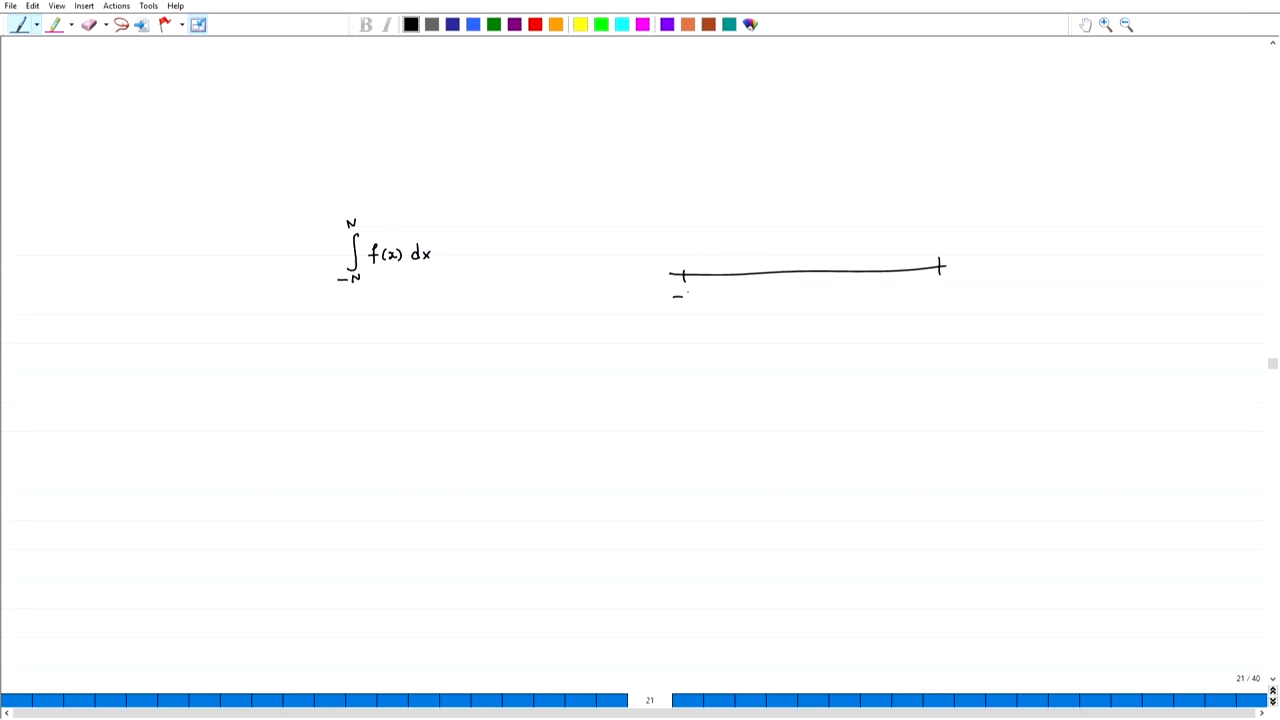 File Edit View Insert Actions Tools Help
B I
N
∫ f(x) dx
-N
-
21 / 40
21